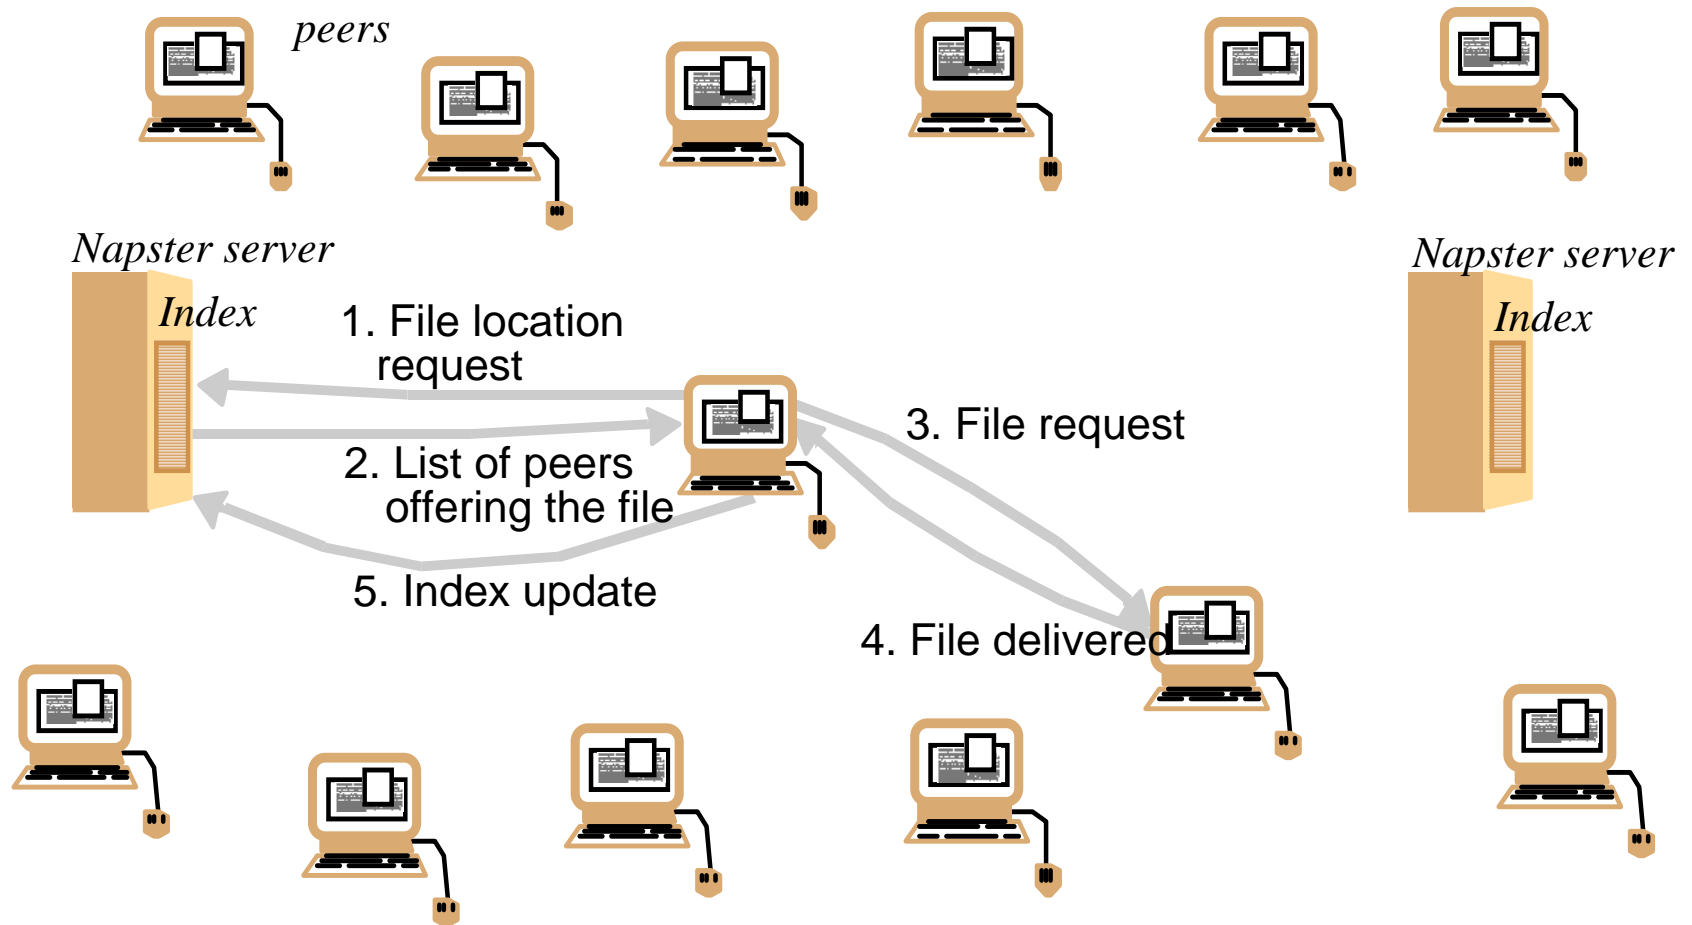 peers
Napster server
Index
Napster server
Index
1. File location
request
2. List of peers
offering the file
3. File request
4. File delivered
5. Index update